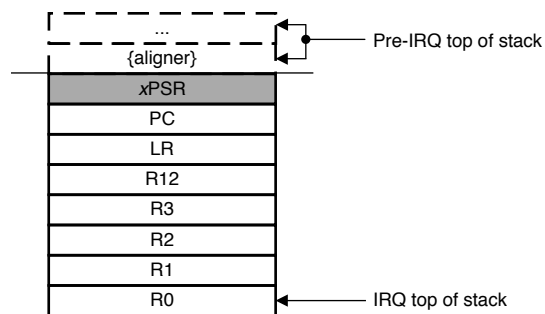 ...
Pre-IRQ top of stack
{aligner}
xPSR
PC
LR
R12
R3
R2
R1
R0
IRQ top of stack